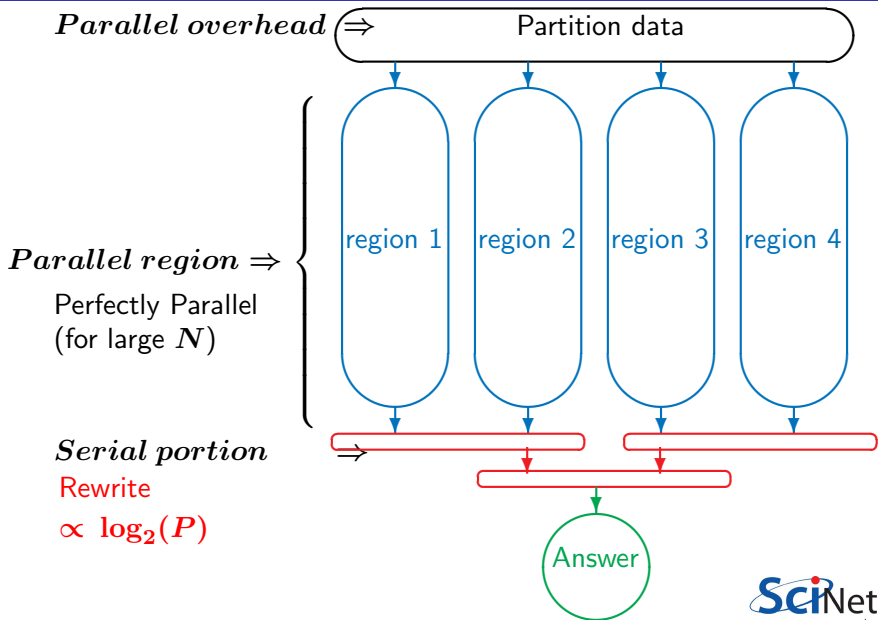 Parallel overhead ⇒ Partition data
region 1 region 2 region 3 region 4
Parallel region ⇒
Perfectly Parallel
(for large N)
Serial portion ⇒
Rewrite
∝ log₂(P)
Answer
SciNet